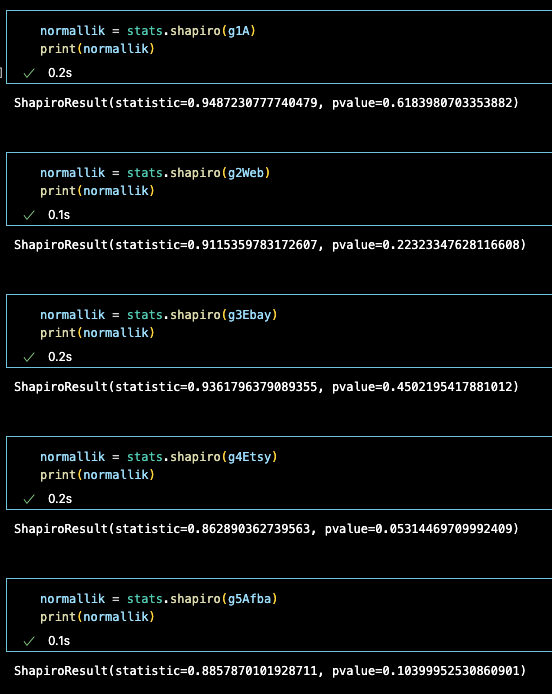 normallik = stats.shapiro(g1A)
print(normallik)
0.2s
ShapiroResult(statistic=0.9487230777740479, pvalue=0.6183980703353882)
normallik = stats.shapiro(g2Web)
print(normallik)
0.1s
ShapiroResult(statistic=0.9115359783172607, pvalue=0.22323347628116608)
normallik = stats.shapiro(g3Ebay)
print(normallik)
0.2s
ShapiroResult(statistic=0.9361796379089355, pvalue=0.4502195417881012)
normallik = stats.shapiro(g4Etsy)
print(normallik)
0.2s
ShapiroResult(statistic=0.862890362739563, pvalue=0.05314469709992409)
normallik = stats.shapiro(g5Afba)
print(normallik)
0.1s
ShapiroResult(statistic=0.8857870101928711, pvalue=0.10399952530860901)